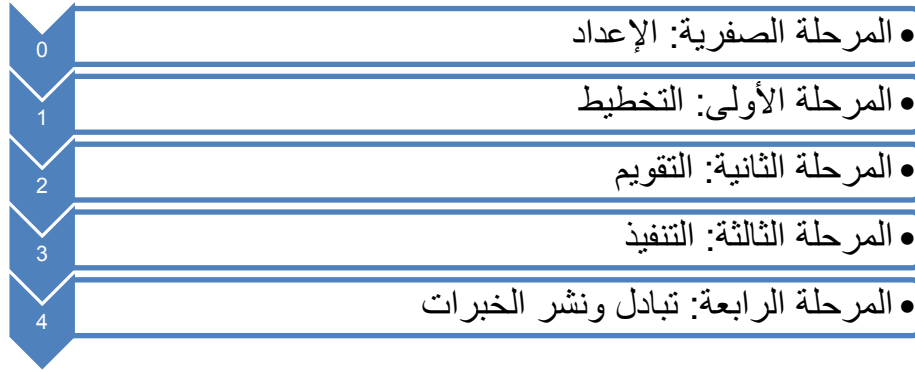 0
• المرحلة الصفرية: الإعداد
1
• المرحلة الأولى: التخطيط
2
• المرحلة الثانية: التقويم
3
• المرحلة الثالثة: التنفيذ
4
• المرحلة الرابعة: تبادل ونشر الخبرات